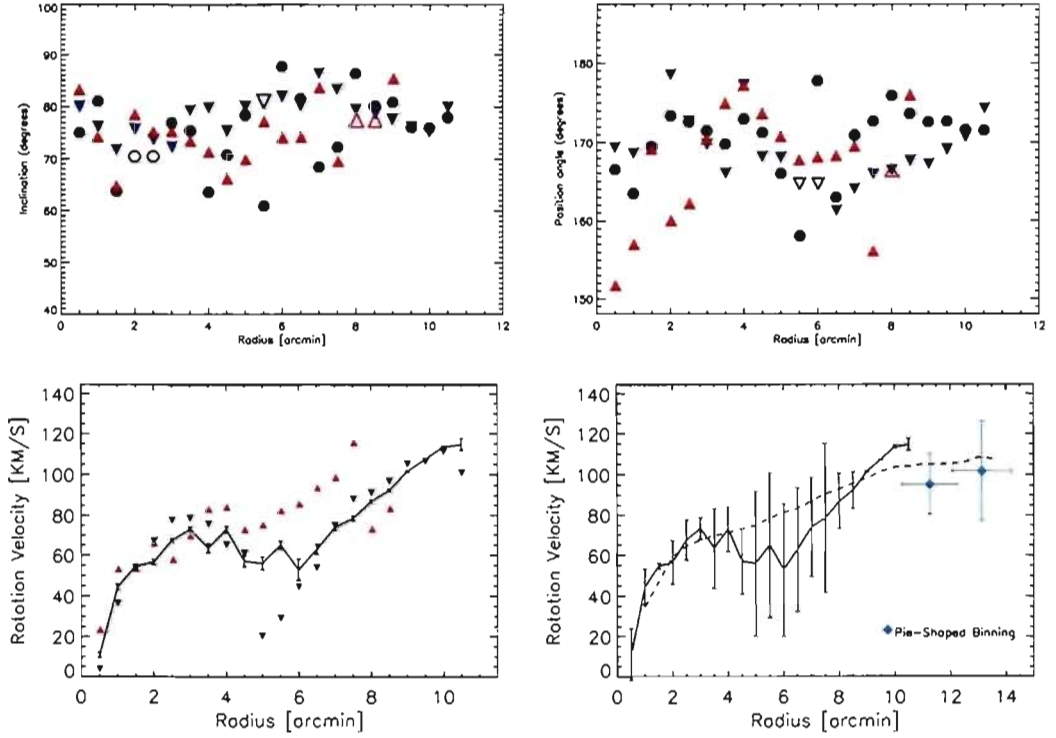 100
90
80
70
60
50
40
Inclination (degrees)
0 2 4 6 8 10 12
Radius [arcmin]
180
170
160
150
Position angle (degrees)
0 2 4 6 8 10 12
Radius [arcmin]
140
120
100
80
60
40
20
0
Rotation Velocity [KM/S]
0 2 4 6 8 10
Radius [arcmin]
140
120
100
80
60
40
20
0
Rotation Velocity [KM/S]
Pie-Shaped Binning
0 2 4 6 8 10 12 14
Radius [arcmin]